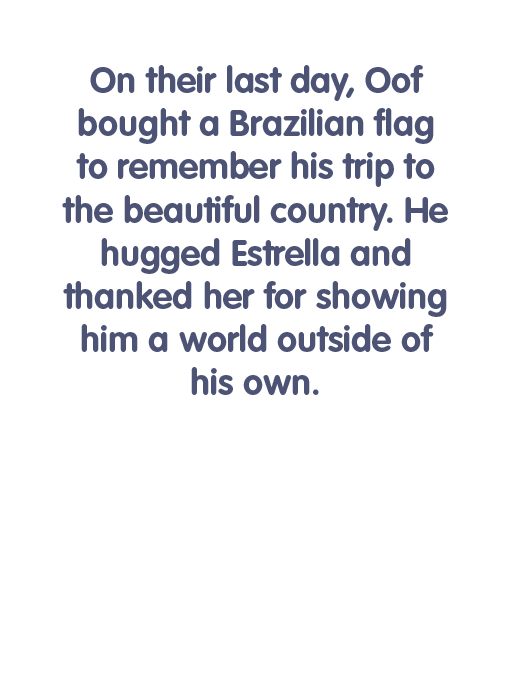 On their last day, Oof
bought a Brazilian flag
to remember his trip to
the beautiful country. He
hugged Estrella and
thanked her for showing
him a world outside of
his own.